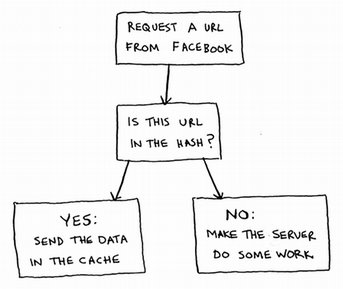 REQUEST A URL
FROM FACEBOOK
IS THIS URL
IN THE HASH?
YES:
SEND THE DATA
IN THE CACHE
NO:
MAKE THE SERVER
DO SOME WORK